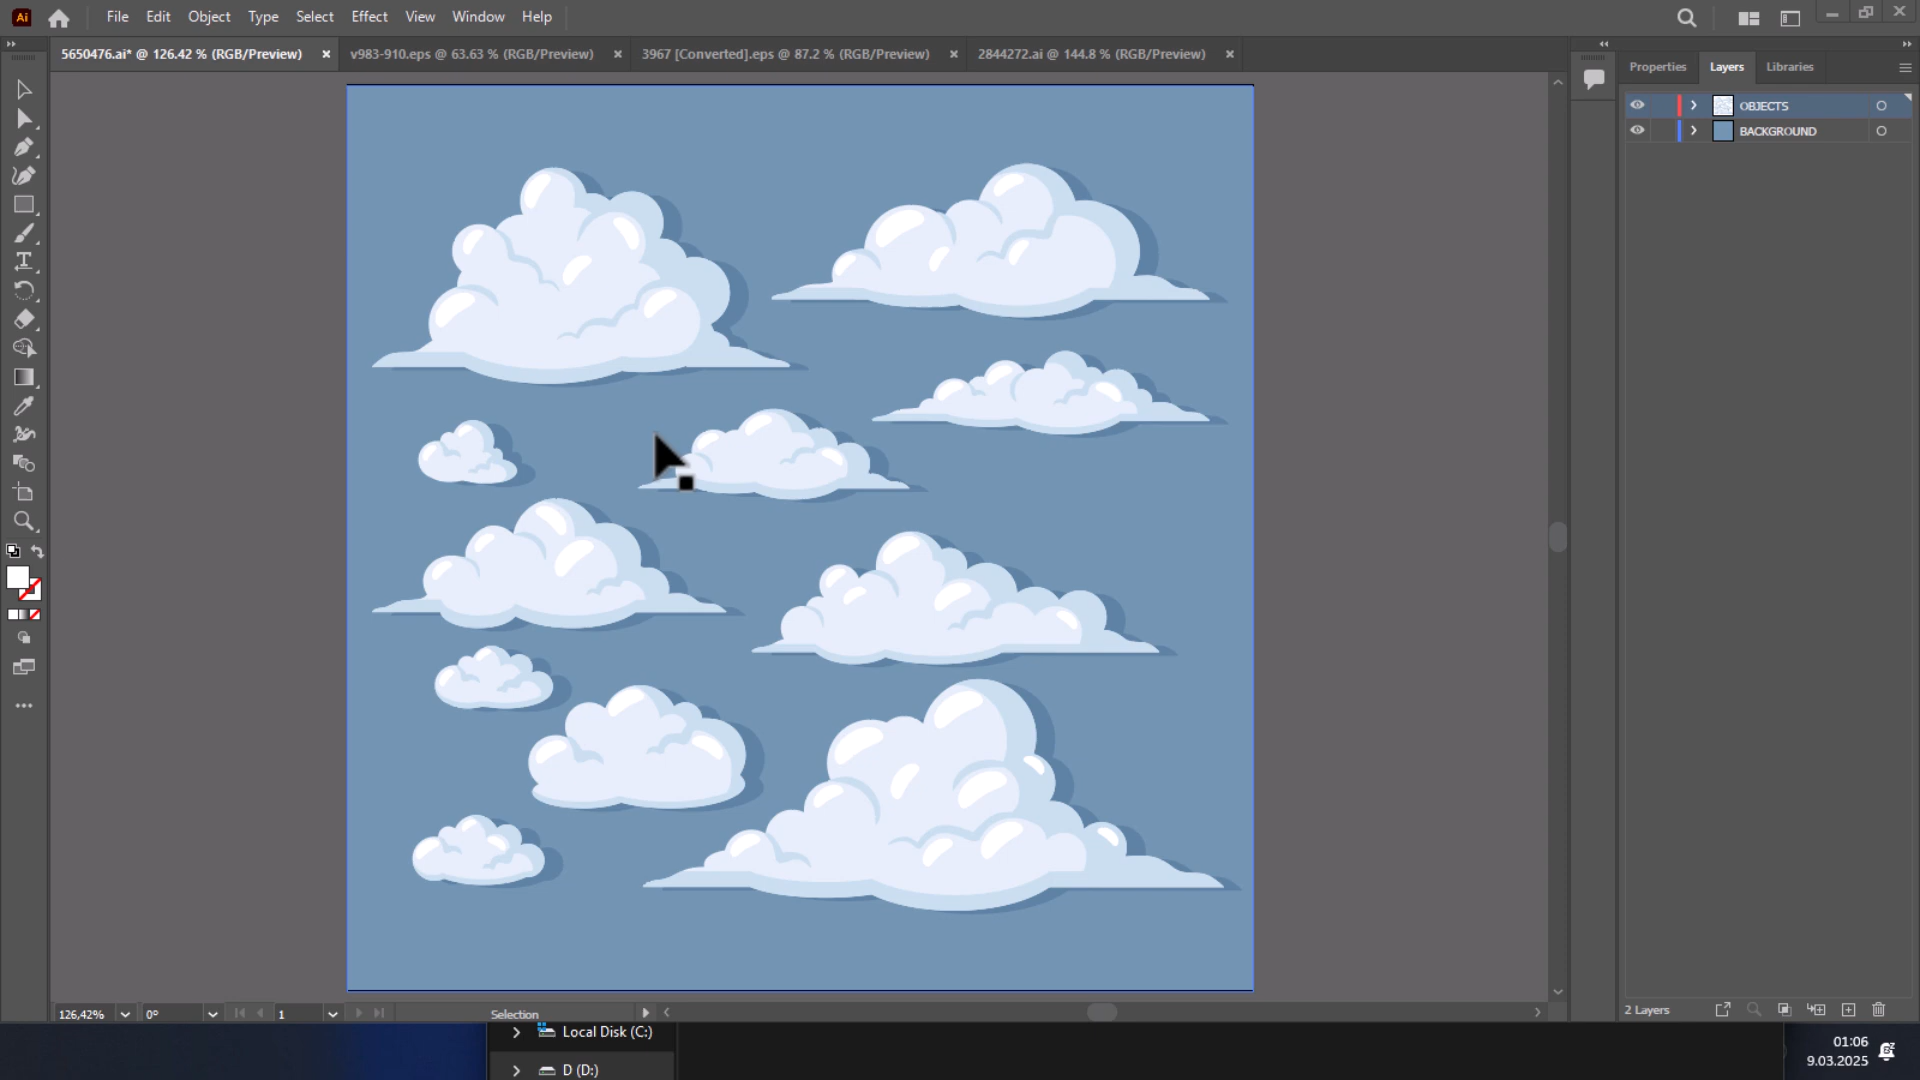 Ai File Edit Object Type Select Effect View Window Help
5650476.ai* @ 126.42 % (RGB/Preview) × v983-910.eps @ 63.63 % (RGB/Preview) × 3967 [Converted].eps @ 87.2 % (RGB/Preview) × 2844272.ai @ 144.8 % (RGB/Preview) ×
Properties Layers Libraries
OBJECTS
BACKGROUND
126,42% 0° 1 Selection
2 Layers
Local Disk (C:)
D (D:)
01:06
9.03.2025